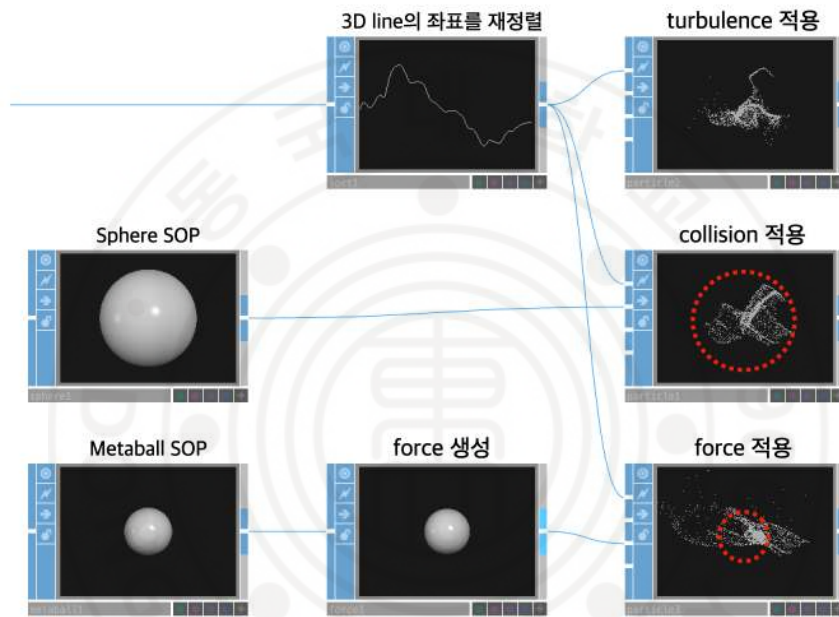 3D line의 좌표를 재정렬
turbulence 적용
sort1
particle2
Sphere SOP
collision 적용
sphere1
particle1
Metaball SOP
force 생성
force 적용
metaball1
force1
particle3